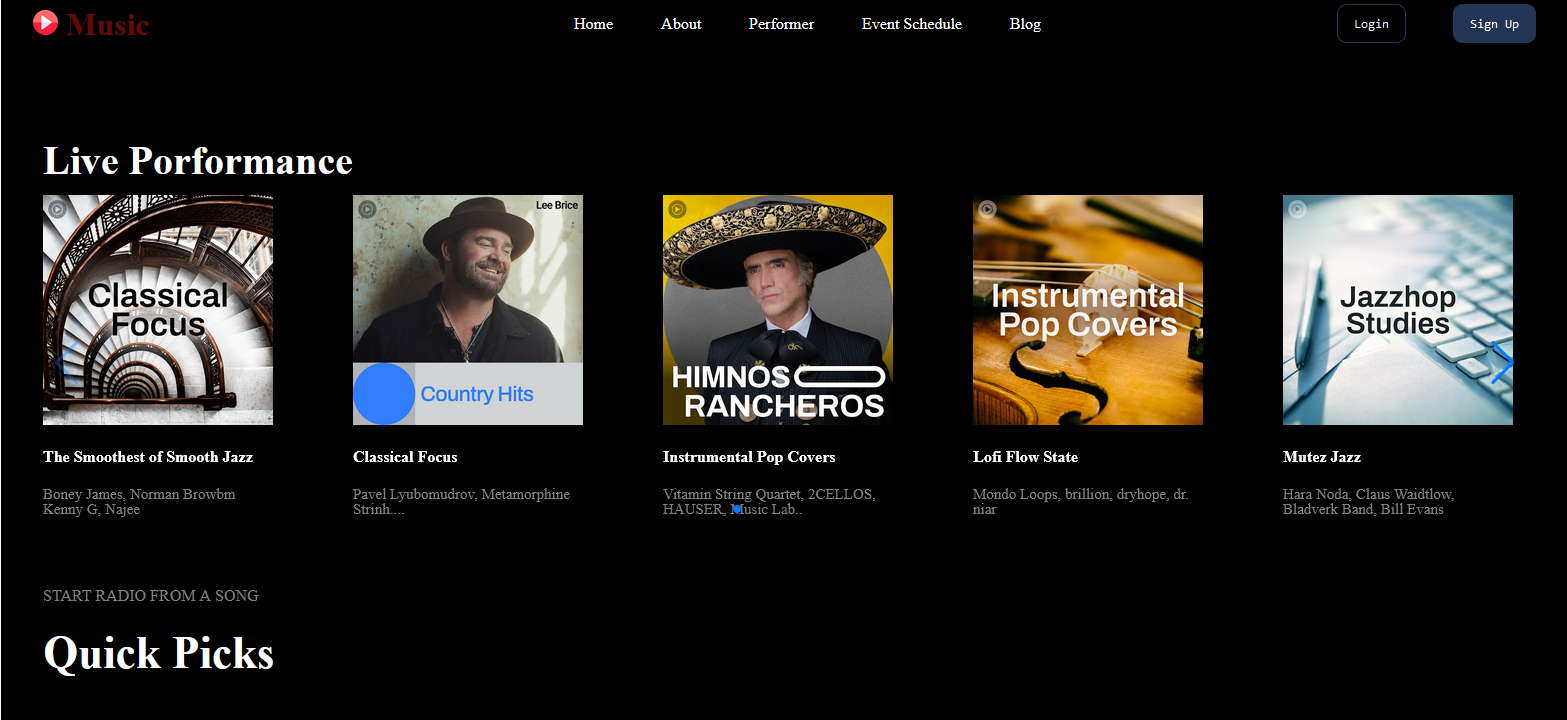 Music
Home
About
Performer
Event Schedule
Blog
Login
Sign Up
Live Porformance
Classical
Focus
Lee Brice
Country Hits
HIMNOS
RANCHEROS
Instrumental
Pop Covers
Jazzhop
Studies
The Smoothest of Smooth Jazz
Classical Focus
Instrumental Pop Covers
Lofi Flow State
Mutez Jazz
Boney James, Norman Browbm
Kenny G, Najee
Pavel Lyubomudrov, Metamorphine
Strinh....
Vitamin String Quartet, 2CELLOS,
HAUSER, Music Lab..
Mondo Loops, brillion, dryhope, dr.
niar
Hara Noda, Claus Waidtlow,
Bladverk Band, Bill Evans
START RADIO FROM A SONG
Quick Picks